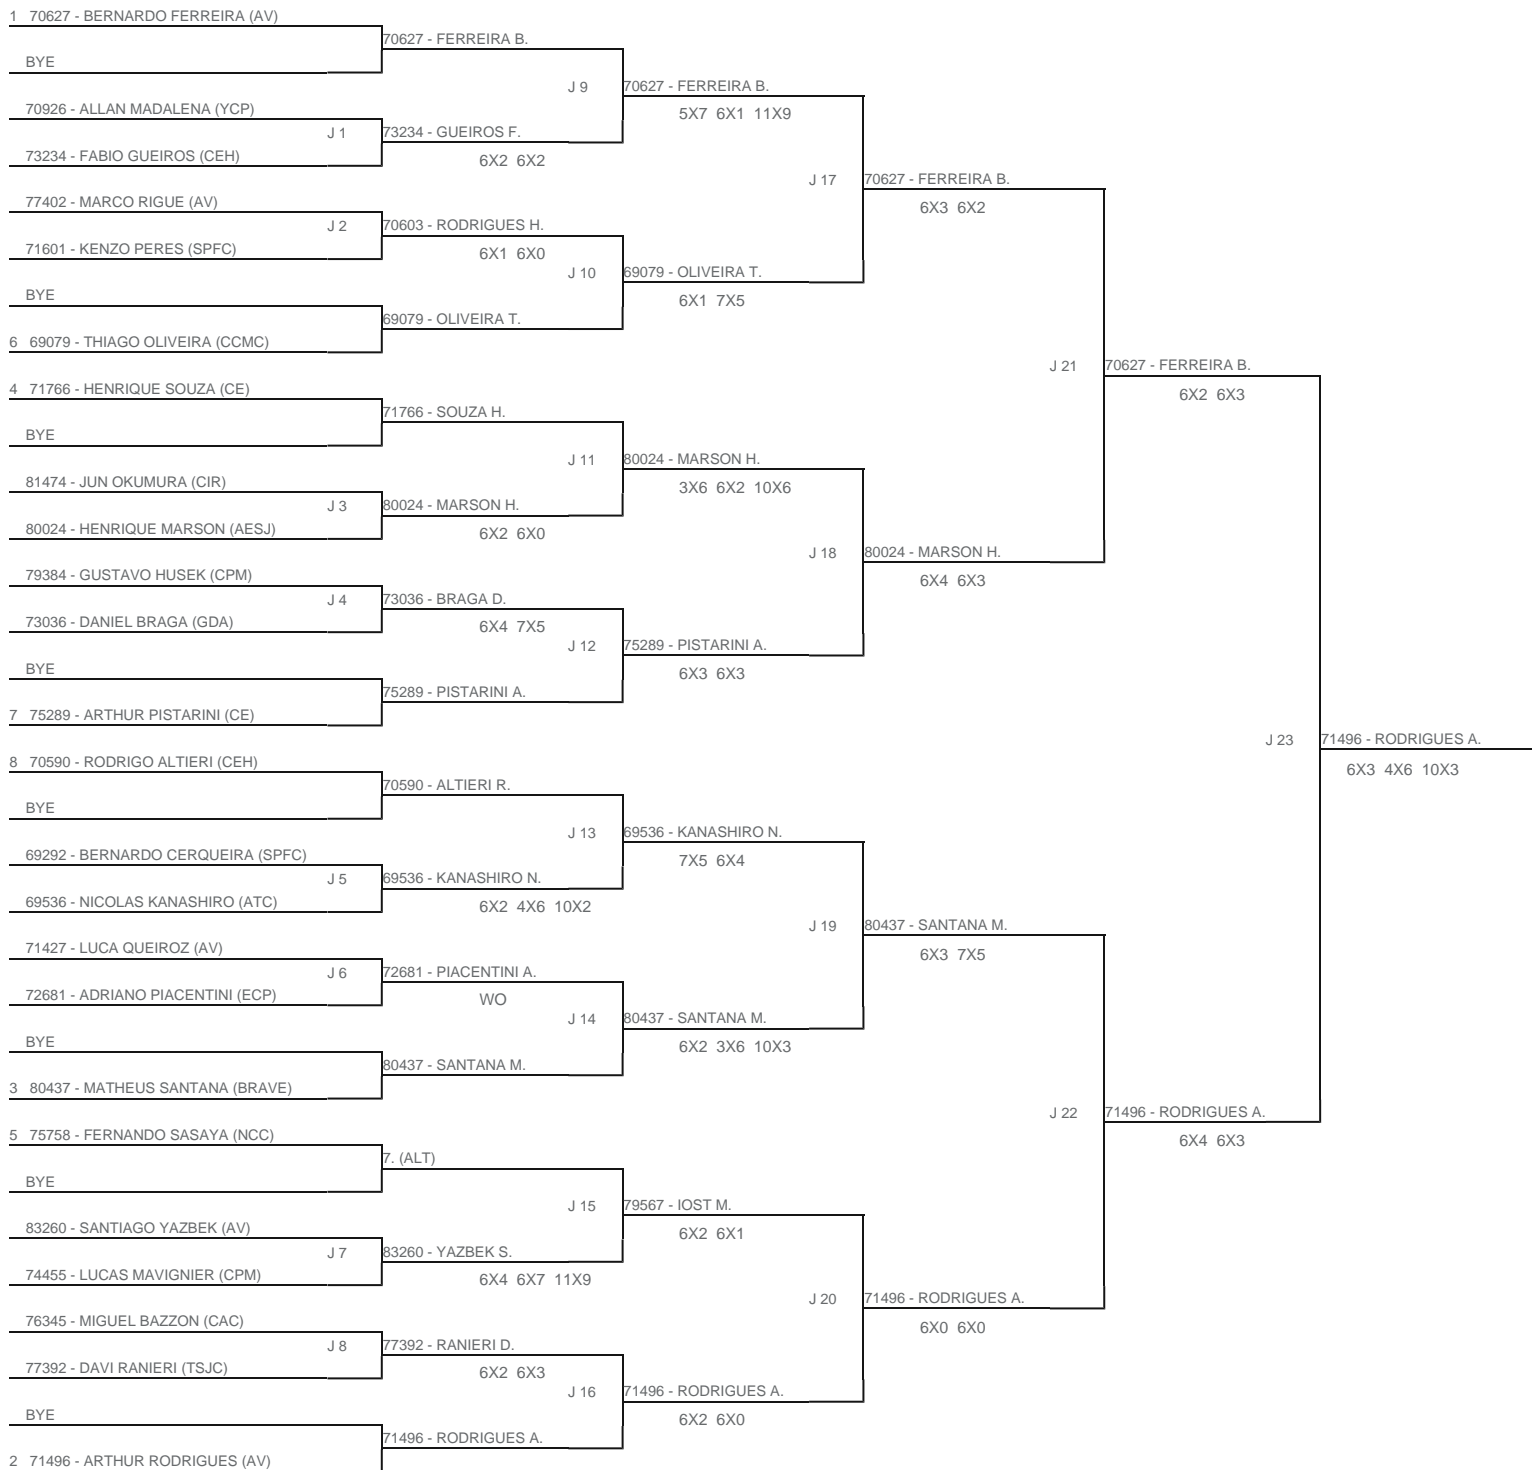 1 70627 - BERNARDO FERREIRA (AV)
70627 - FERREIRA B.
BYE
J 9
70627 - FERREIRA B.
5X7 6X1 11X9
70926 - ALLAN MADALENA (YCP)
J 1
73234 - GUEIROS F.
6X2 6X2
73234 - FABIO GUEIROS (CEH)
J 17
70627 - FERREIRA B.
6X3 6X2
77402 - MARCO RIGUE (AV)
J 2
70603 - RODRIGUES H.
6X1 6X0
71601 - KENZO PERES (SPFC)
J 10
69079 - OLIVEIRA T.
6X1 7X5
BYE
69079 - OLIVEIRA T.
6 69079 - THIAGO OLIVEIRA (CCMC)
J 21
70627 - FERREIRA B.
6X2 6X3
4 71766 - HENRIQUE SOUZA (CE)
71766 - SOUZA H.
BYE
J 11
80024 - MARSON H.
3X6 6X2 10X6
81474 - JUN OKUMURA (CIR)
J 3
80024 - MARSON H.
6X2 6X0
80024 - HENRIQUE MARSON (AESJ)
J 18
80024 - MARSON H.
6X4 6X3
79384 - GUSTAVO HUSEK (CPM)
J 4
73036 - BRAGA D.
6X4 7X5
73036 - DANIEL BRAGA (GDA)
J 12
75289 - PISTARINI A.
6X3 6X3
BYE
75289 - PISTARINI A.
7 75289 - ARTHUR PISTARINI (CE)
J 23
71496 - RODRIGUES A.
6X3 4X6 10X3
8 70590 - RODRIGO ALTIERI (CEH)
70590 - ALTIERI R.
BYE
J 13
69536 - KANASHIRO N.
7X5 6X4
69292 - BERNARDO CERQUEIRA (SPFC)
J 5
69536 - KANASHIRO N.
6X2 4X6 10X2
69536 - NICOLAS KANASHIRO (ATC)
J 19
80437 - SANTANA M.
6X3 7X5
71427 - LUCA QUEIROZ (AV)
J 6
72681 - PIACENTINI A.
WO
72681 - ADRIANO PIACENTINI (ECP)
J 14
80437 - SANTANA M.
6X2 3X6 10X3
BYE
80437 - SANTANA M.
3 80437 - MATHEUS SANTANA (BRAVE)
J 22
71496 - RODRIGUES A.
6X4 6X3
5 75758 - FERNANDO SASAYA (NCC)
7. (ALT)
BYE
J 15
79567 - IOST M.
6X2 6X1
83260 - SANTIAGO YAZBEK (AV)
J 7
83260 - YAZBEK S.
6X4 6X7 11X9
74455 - LUCAS MAVIGNIER (CPM)
J 20
71496 - RODRIGUES A.
6X0 6X0
76345 - MIGUEL BAZZON (CAC)
J 8
77392 - RANIERI D.
6X2 6X3
77392 - DAVI RANIERI (TSJC)
J 16
71496 - RODRIGUES A.
6X2 6X0
BYE
71496 - RODRIGUES A.
2 71496 - ARTHUR RODRIGUES (AV)